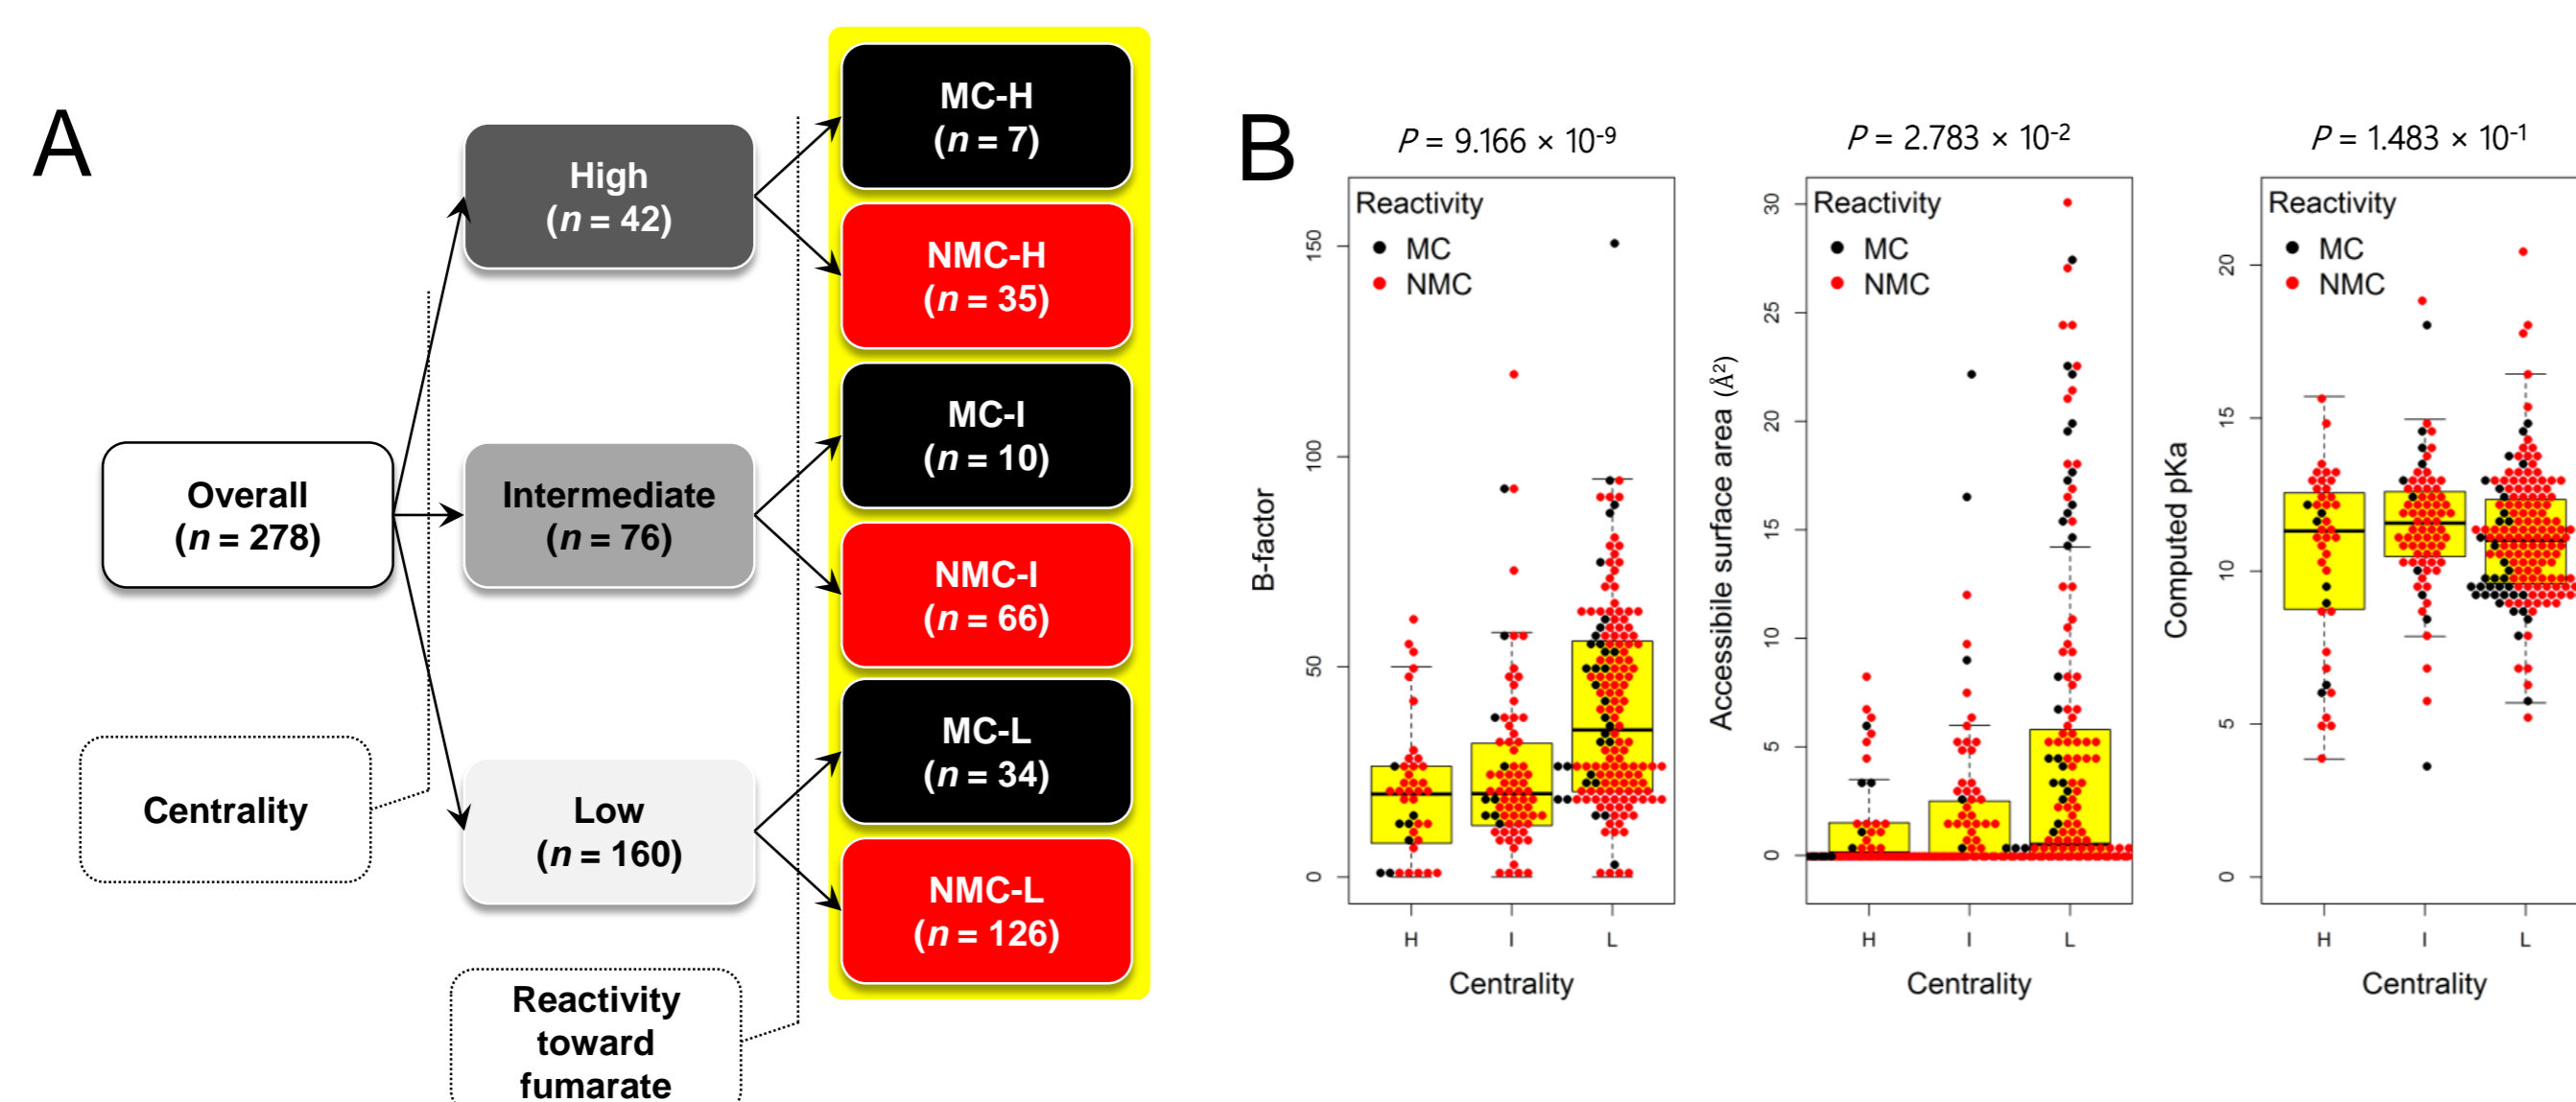 A
Overall
(n = 278)
High
(n = 42)
Intermediate
(n = 76)
Low
(n = 160)
MC-H
(n = 7)
NMC-H
(n = 35)
MC-I
(n = 10)
NMC-I
(n = 66)
MC-L
(n = 34)
NMC-L
(n = 126)
Centrality
Reactivity
toward
fumarate
B
P = 9.166 × 10-9
Reactivity
MC
NMC
B-factor
150
100
50
0
H I L
Centrality
P = 2.783 × 10-2
Reactivity
MC
NMC
Accessibile surface area (Å2)
30
25
20
15
10
5
0
H I L
Centrality
P = 1.483 × 10-1
Reactivity
MC
NMC
Computed pKa
20
15
10
5
0
H I L
Centrality